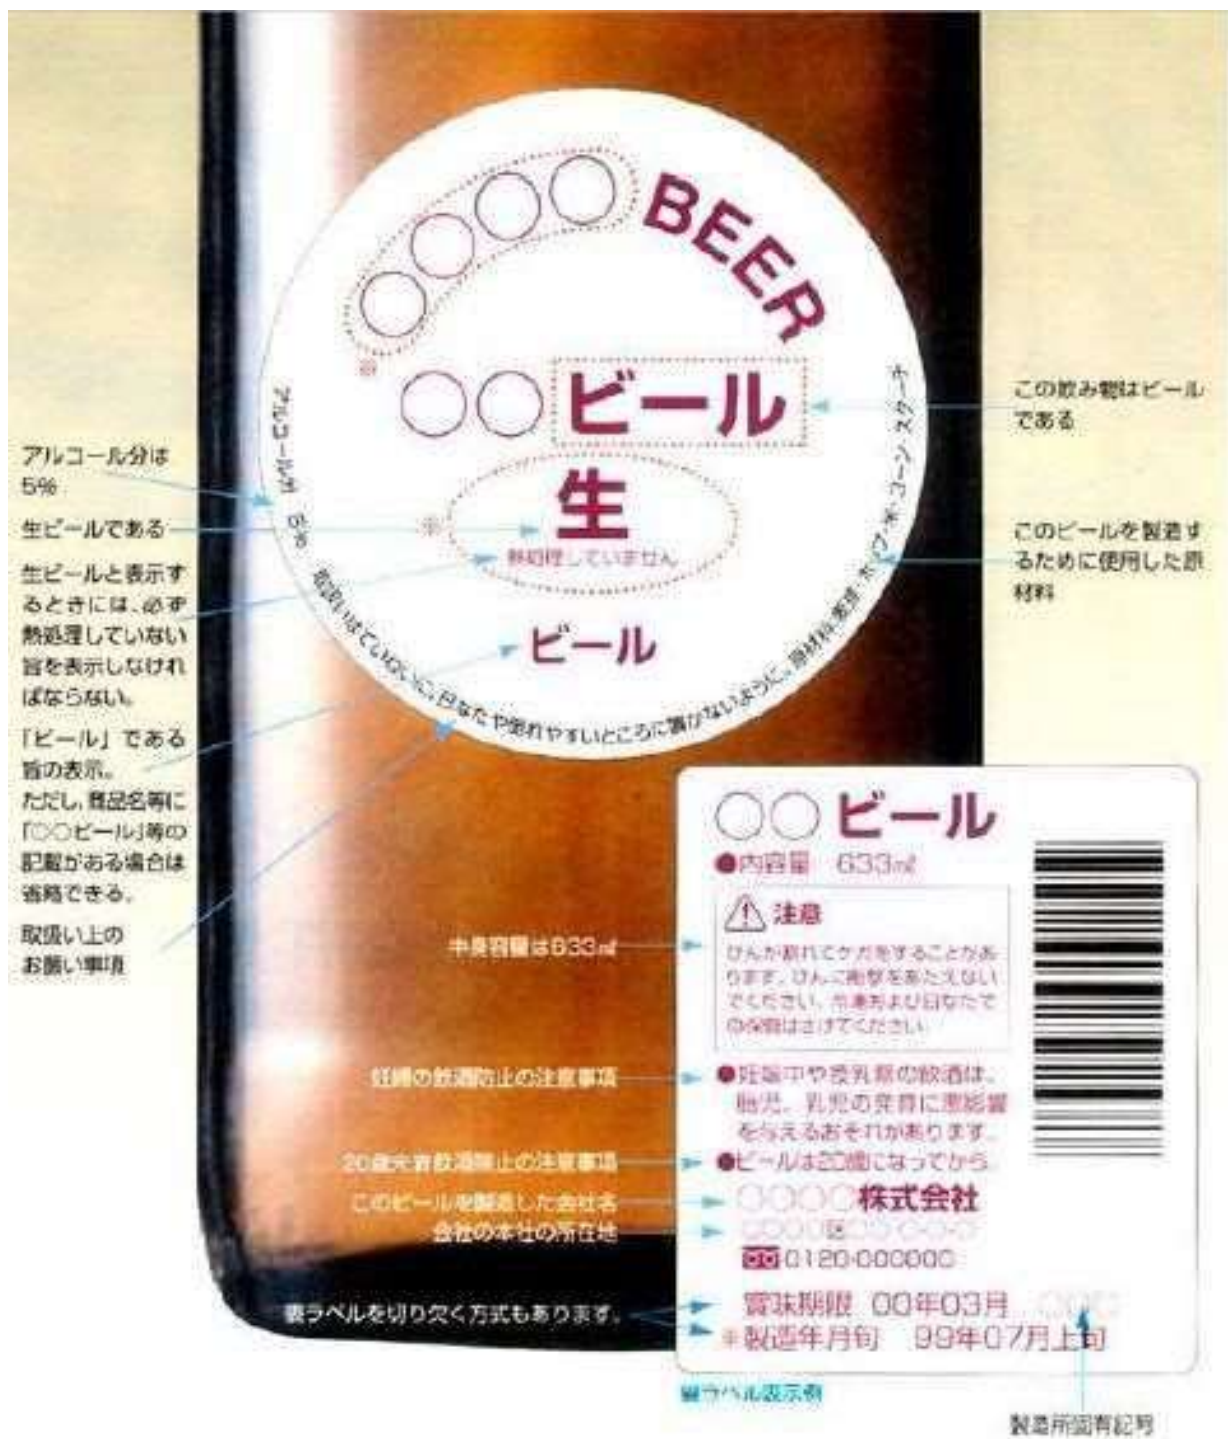 BEER
※
○○ビール
生
※
熱処理していません
ビール
アルコール分 5%
取扱いはていねいに、日なたや倒れやすいところに置かないように。
原材料 麦芽・ホップ・米・コーン スターチ
アルコール分は
5%
生ビールである
生ビールと表示す
るときには、必ず
熱処理していない
旨を表示しなけれ
ばならない。
「ビール」である
旨の表示。
ただし、商品名等に
「○○ビール」等の
記載がある場合は
省略できる。
取扱い上の
お願い事項
この飲み物はビール
である
このビールを製造す
るために使用した原
材料
中身容量は633㎖
妊婦の飲酒防止の注意事項
20歳未満飲酒防止の注意事項
このビールを製造した会社名
会社の本社の所在地
ラベルを切り欠く方式もあります。
○○ビール
●内容量 633㎖
注意
びんが割れてケガをすることがあ
ります。びんに衝撃をあたえない
でください。冷凍および日なたで
の保管はさけてください。
●妊娠中や授乳期の飲酒は、
胎児、乳児の発育に悪影響
を与えるおそれがあります。
●ビールは20歳になってから
○○○○株式会社
0120-000000
賞味期限 00年03月
※製造年月旬 99年07月上旬
ラベル表示例
製造所固有記号